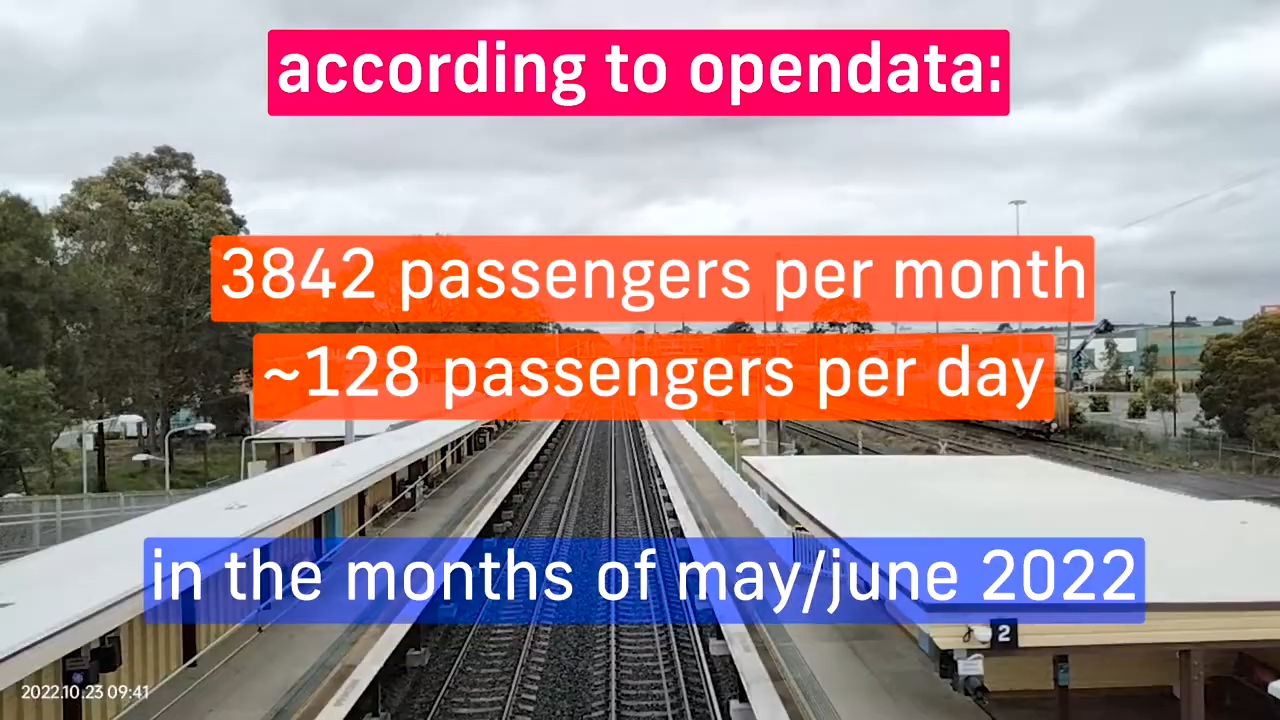 according to opendata:
3842 passengers per month
~128 passengers per day
in the months of may/june 2022
2
2022.10.23 09:41